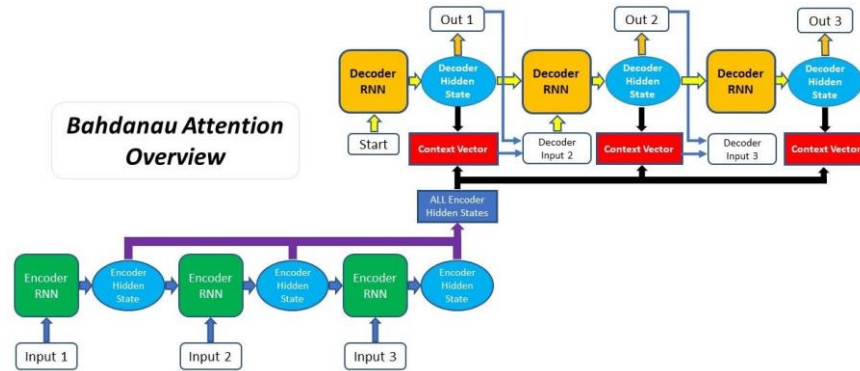 Out 1
Out 2
Out 3
Decoder
RNN
Decoder
Hidden
State
Decoder
RNN
Decoder
Hidden
State
Decoder
RNN
Decoder
Hidden
State
Bahdanau Attention
Overview
Start
Context Vector
Decoder
Input 2
Context Vector
Decoder
Input 3
Context Vector
ALL Encoder
Hidden States
Encoder
RNN
Encoder
Hidden
State
Encoder
RNN
Encoder
Hidden
State
Encoder
RNN
Encoder
Hidden
State
Input 1
Input 2
Input 3